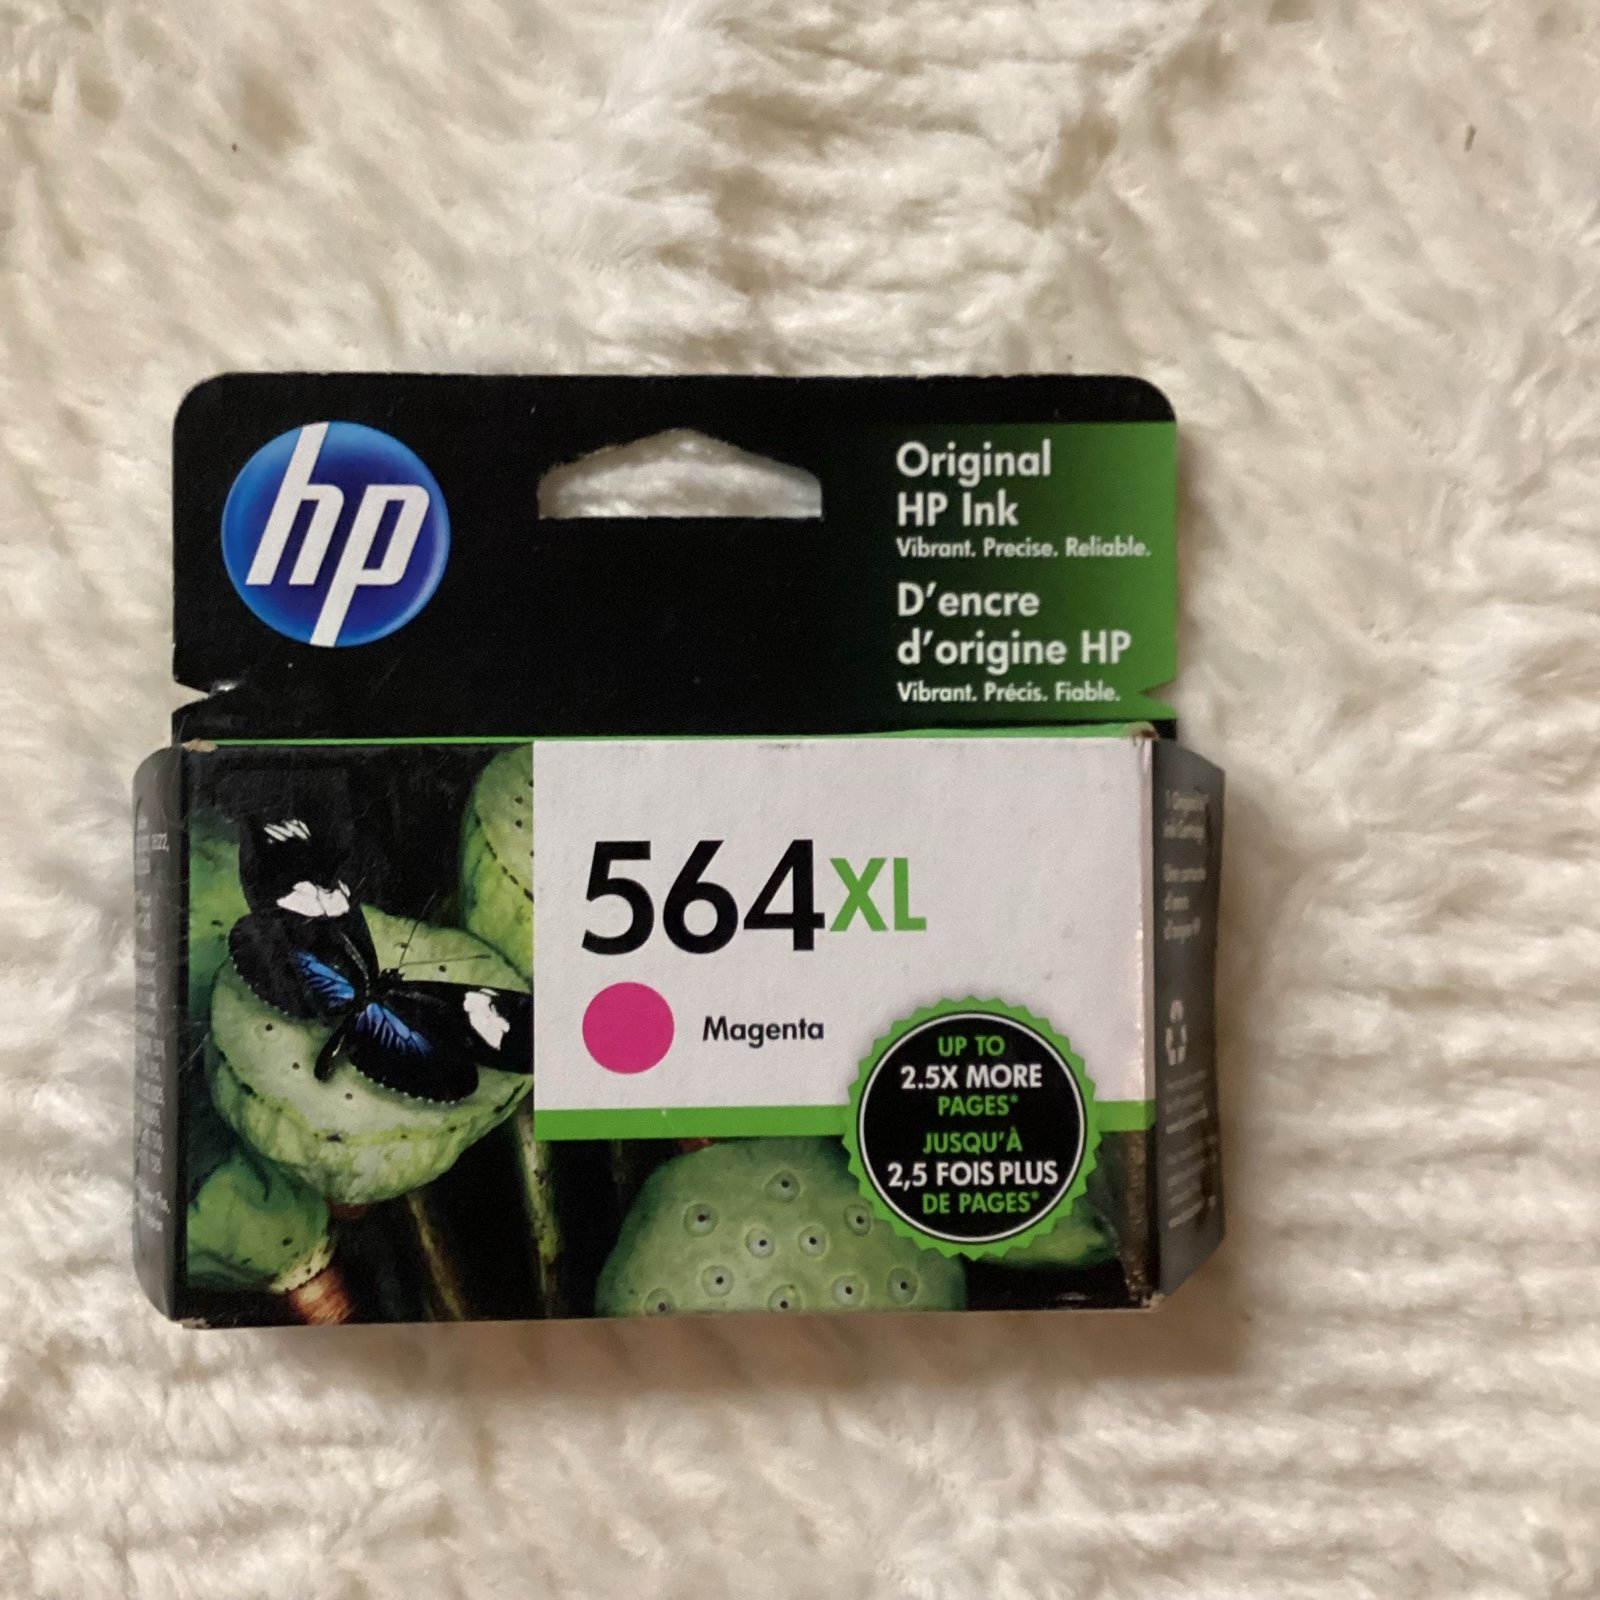 hp
Original
HP Ink
Vibrant. Precise. Reliable.
D'encre
d'origine HP
Vibrant. Précis. Fiable.
564XL
Magenta
UP TO
2.5X MORE
PAGES*
JUSQU'À
2,5 FOIS PLUS
DE PAGES*